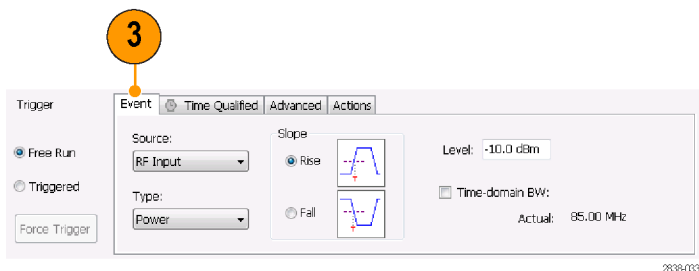 3
Trigger
Event Time Qualified Advanced Actions
Free Run
Triggered
Force Trigger
Source:
RF Input
Type:
Power
Slope
Rise
T
Fall
T
Level: -10.0 dBm
Time-domain BW:
Actual: 85.00 MHz
2838-033